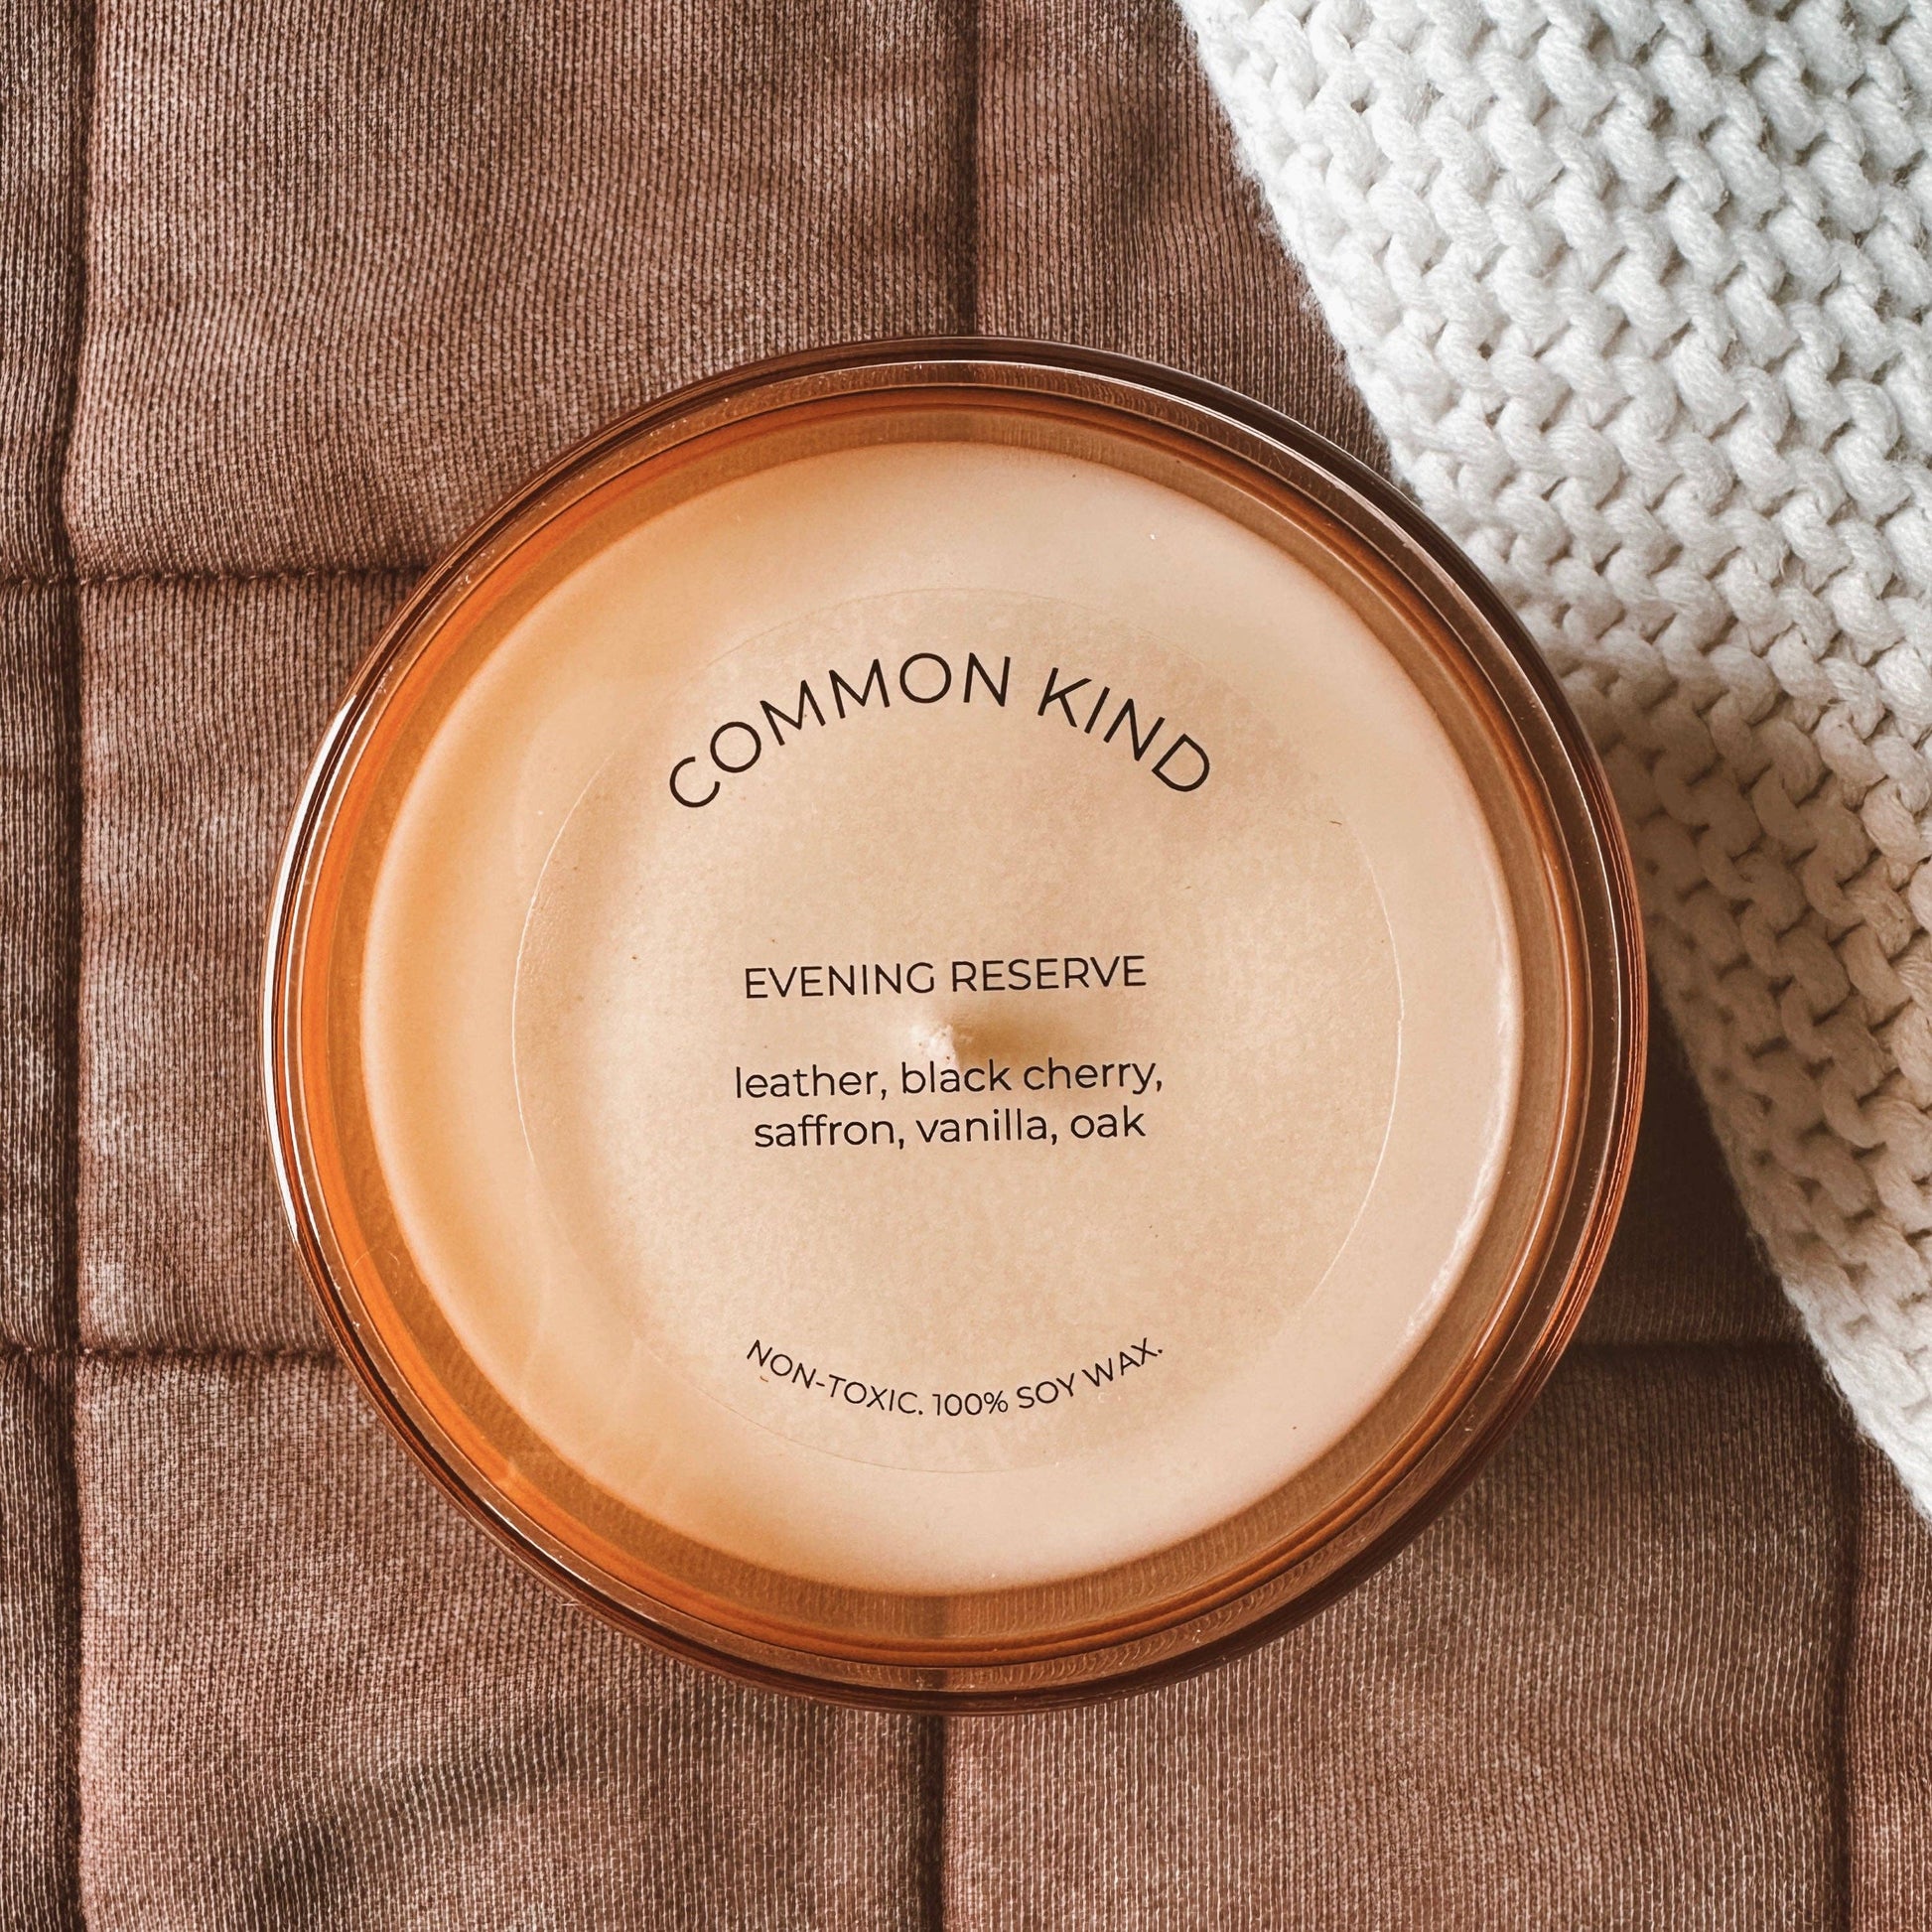 COMMON KIND
EVENING RESERVE
leather, black cherry,
saffron, vanilla, oak
NON-TOXIC. 100% SOY WAX.